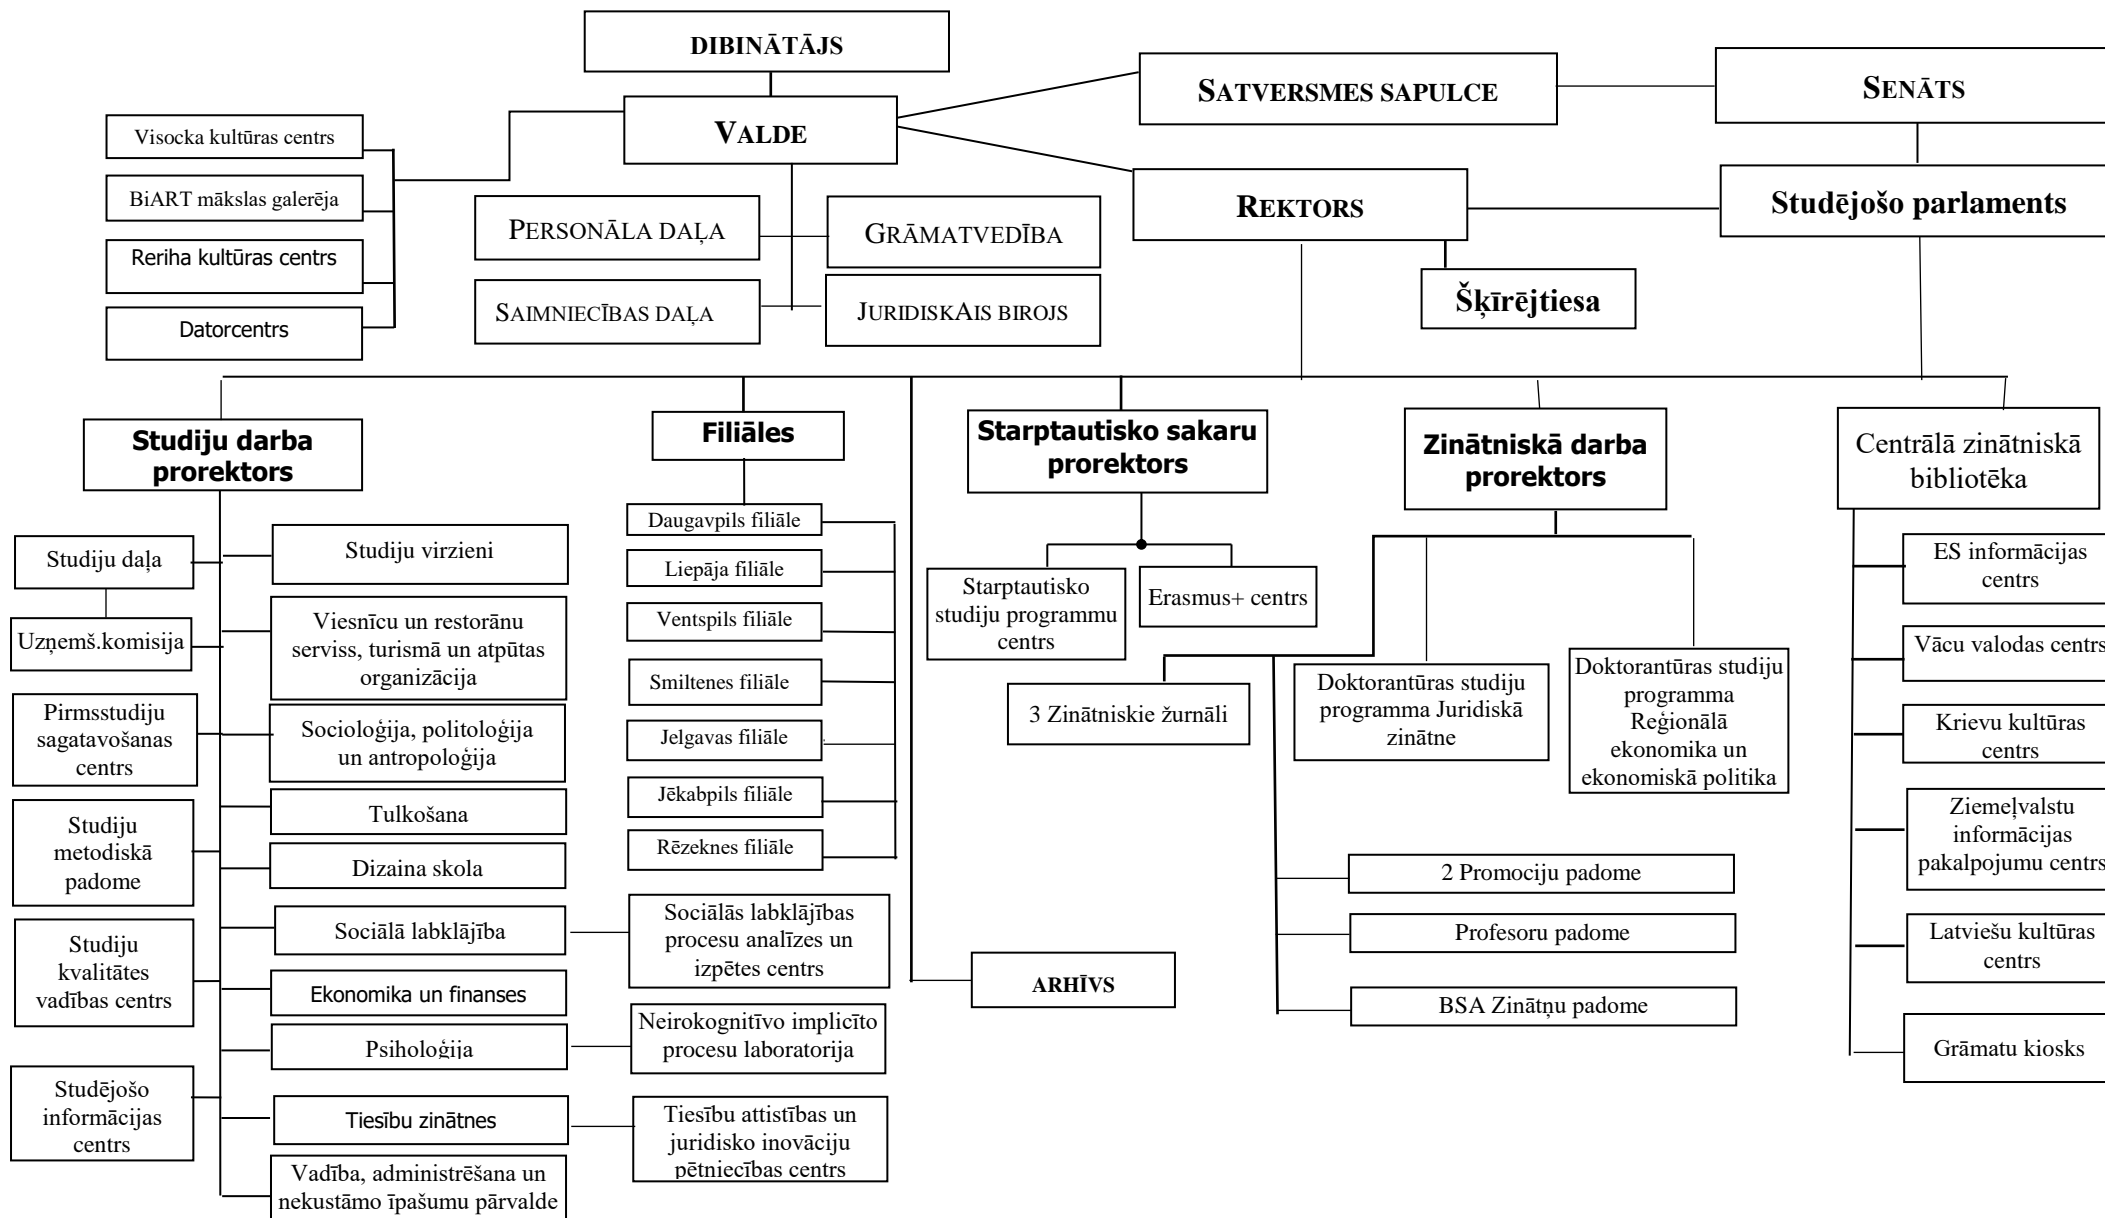 DIBINĀTĀJS
VALDE
SATVERSMES SAPULCE
SENĀTS
REKTORS
Studējošo parlaments
Šķīrējtiesa
Visocka kultūras centrs
BiART mākslas galerēja
Reriha kultūras centrs
Datorcentrs
PERSONĀLA DAĻA
GRĀMATVEDĪBA
SAIMNIECĪBAS DAĻA
JURIDISKAIS BIROJS
Studiju darba
prorektors
Filiāles
Starptautisko sakaru
prorektors
Zinātniskā darba
prorektors
Centrālā zinātniskā
bibliotēka
Studiju daļa
Uzņemš.komisija
Pirmsstudiju
sagatavošanas
centrs
Studiju
metodiskā
padome
Studiju
kvalitātes
vadības centrs
Studējošo
informācijas
centrs
Studiju virzieni
Viesnīcu un restorānu
serviss, turismā un atpūtas
organizācija
Socioloģija, politoloģija
un antropoloģija
Tulkošana
Dizaina skola
Sociālā labklājība
Ekonomika un finanses
Psiholoģija
Tiesību zinātnes
Vadība, administrēšana un
nekustāmo īpašumu pārvalde
Daugavpils filiāle
Liepāja filiāle
Ventspils filiāle
Smiltenes filiāle
Jelgavas filiāle
Jēkabpils filiāle
Rēzeknes filiāle
Sociālās labklājības
procesu analīzes un
izpētes centrs
Neirokognitīvo implicīto
procesu laboratorija
Tiesību attistības un
juridisko inovāciju
pētniecības centrs
ARHĪVS
Starptautisko
studiju programmu
centrs
Erasmus+ centrs
3 Zinātniskie žurnāli
Doktorantūras studiju
programma Juridiskā
zinātne
Doktorantūras studiju
programma
Reģionālā
ekonomika un
ekonomiskā politika
2 Promociju padome
Profesoru padome
BSA Zinātņu padome
ES informācijas
centrs
Vācu valodas centrs
Krievu kultūras
centrs
Ziemeļvalstu
informācijas
pakalpojumu centrs
Latviešu kultūras
centrs
Grāmatu kiosks